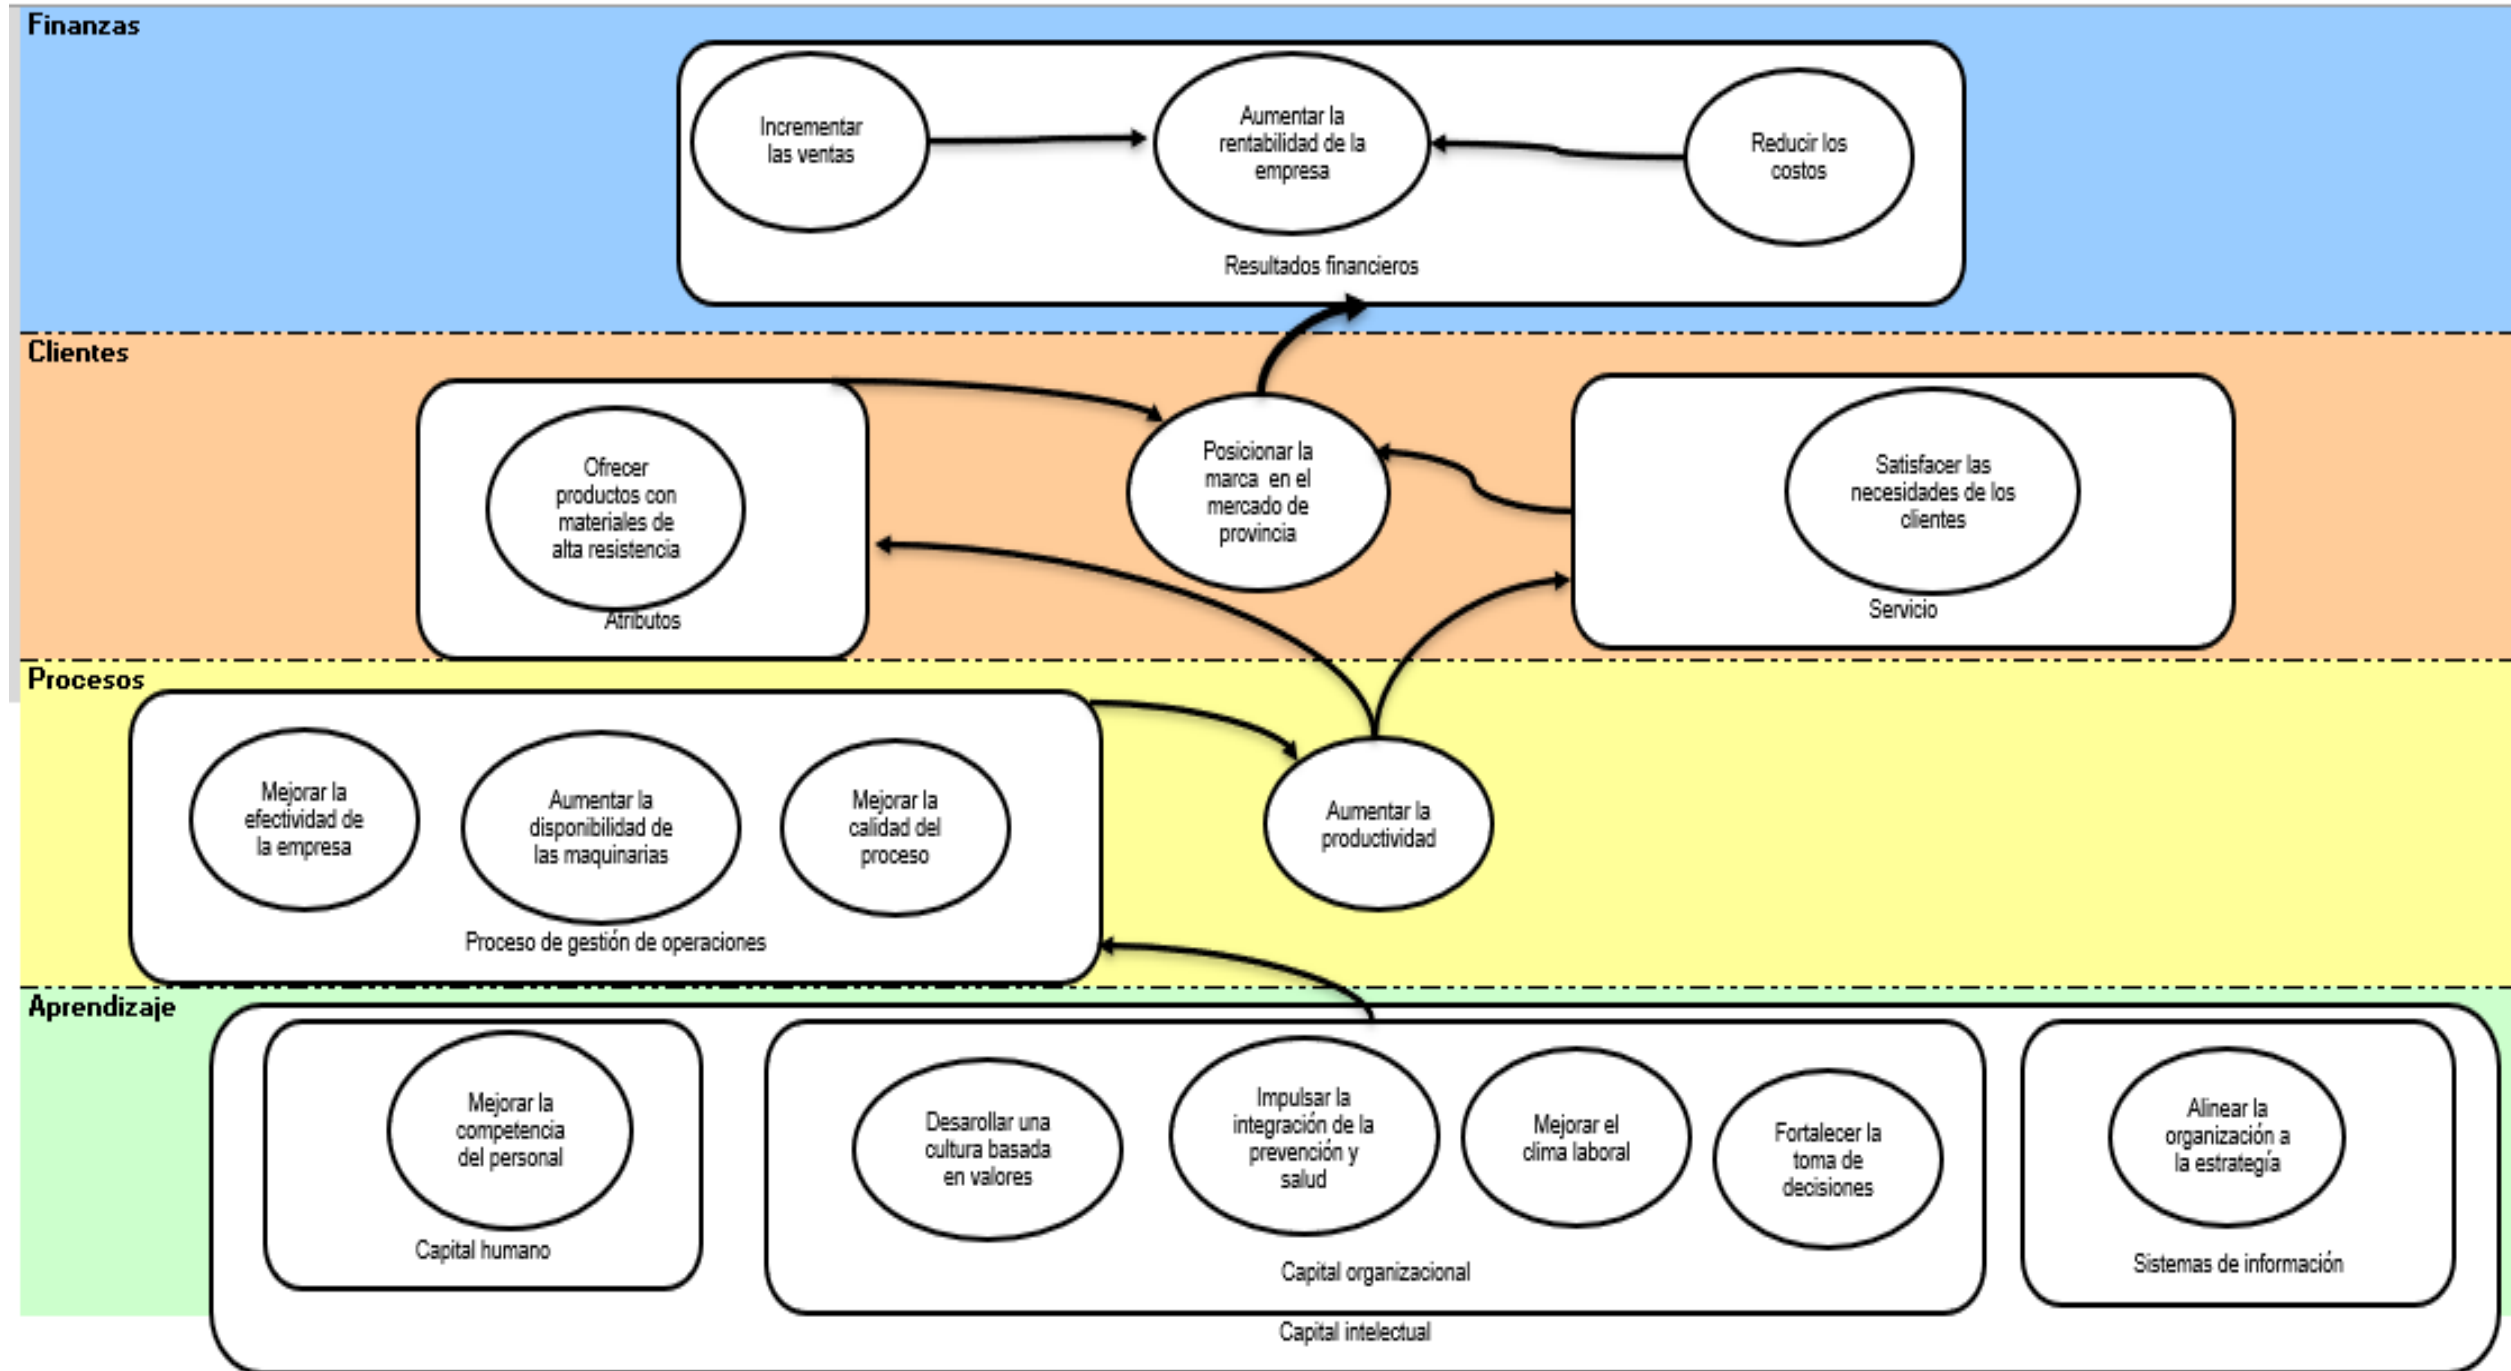 Finanzas
Incrementar
las ventas
Aumentar la
rentabilidad de la
empresa
Reducir los
costos
Resultados financieros
Clientes
Ofrecer
productos con
materiales de
alta resistencia
Atributos
Posicionar la
marca en el
mercado de
provincia
Satisfacer las
necesidades de los
clientes
Servicio
Procesos
Mejorar la
efectividad de
la empresa
Aumentar la
disponibilidad de
las maquinarias
Mejorar la
calidad del
proceso
Proceso de gestión de operaciones
Aumentar la
productividad
Aprendizaje
Mejorar la
competencia
del personal
Capital humano
Desarollar una
cultura basada
en valores
Impulsar la
integración de la
prevención y
salud
Mejorar el
clima laboral
Fortalecer la
toma de
decisiones
Capital organizacional
Alinear la
organización a
la estrategía
Sistemas de información
Capital intelectual